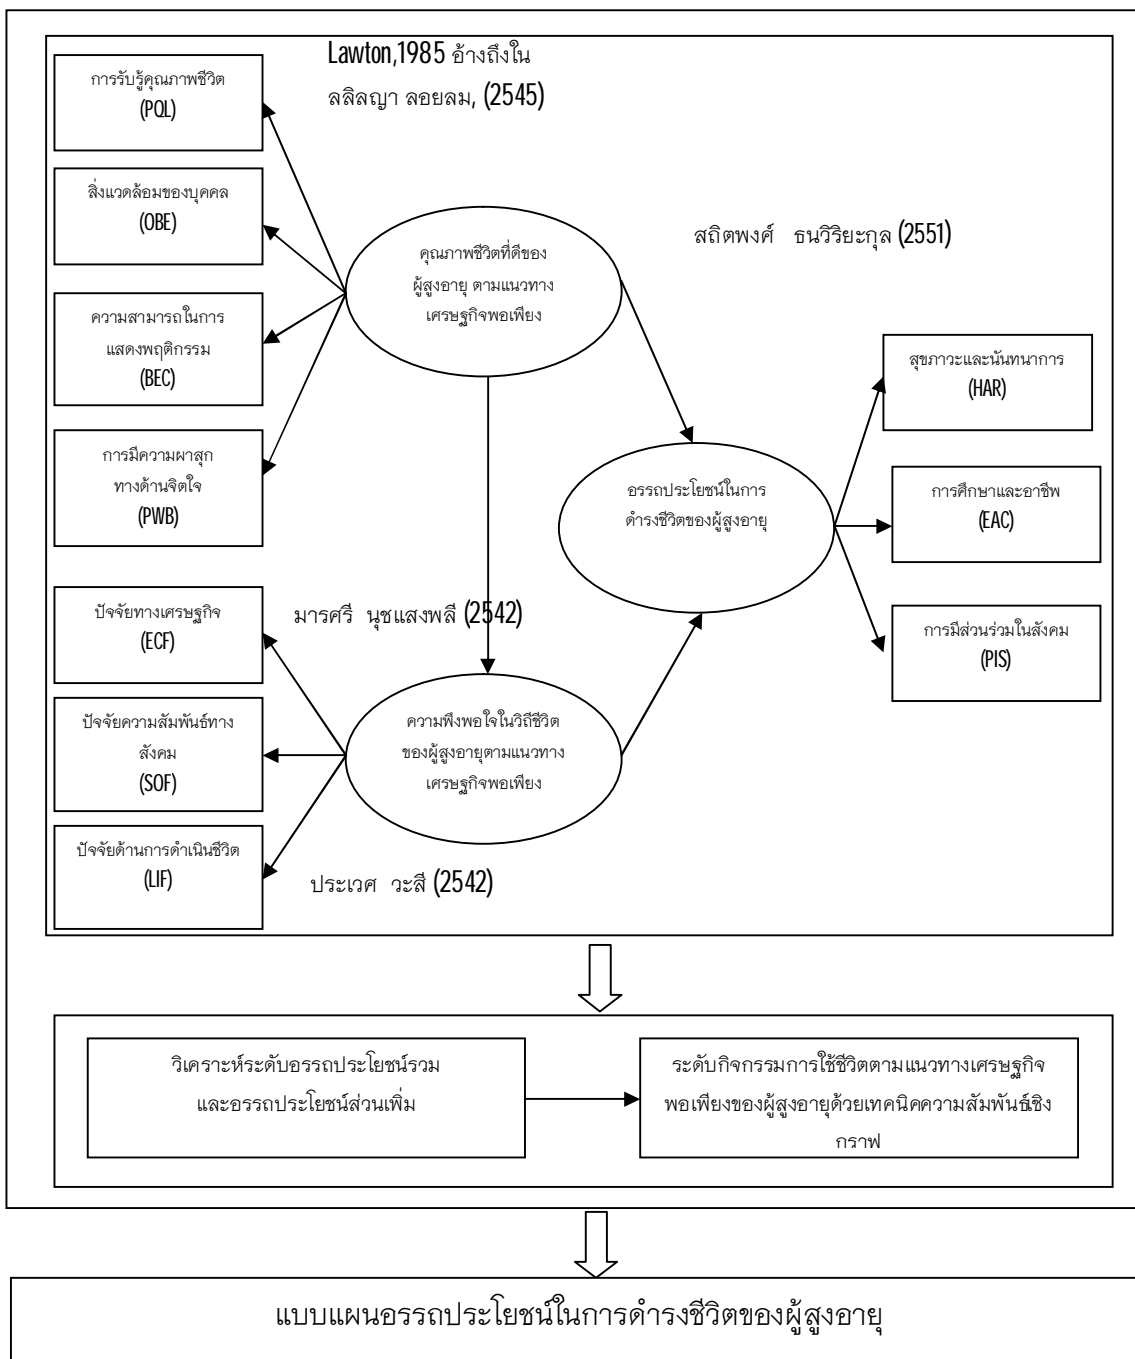 Lawton,1985 อ้างถึงใน
ลลิลญา ลอยลม, (2545)
การรับรู้คุณภาพชีวิต
(PQL)
สิ่งแวดล้อมของบุคคล
(OBE)
ความสามารถในการ
แสดงพฤติกรรม
(BEC)
การมีความผาสุก
ทางด้านจิตใจ
(PWB)
คุณภาพชีวิตที่ดีของ
ผู้สูงอายุ ตามแนวทาง
เศรษฐกิจพอเพียง
สถิตพงศ์ ธนวิริยะกุล (2551)
อรรถประโยชน์ในการ
ดำรงชีวิตของผู้สูงอายุ
สุขภาวะและนันทนาการ
(HAR)
การศึกษาและอาชีพ
(EAC)
การมีส่วนร่วมในสังคม
(PIS)
มารศรี นุชแสงพลี (2542)
ปัจจัยทางเศรษฐกิจ
(ECF)
ปัจจัยความสัมพันธ์ทาง
สังคม
(SOF)
ปัจจัยด้านการดำเนินชีวิต
(LIF)
ความพึงพอใจในวิถีชีวิต
ของผู้สูงอายุตามแนวทาง
เศรษฐกิจพอเพียง
ประเวศ วะสี (2542)
วิเคราะห์ระดับอรรถประโยชน์รวม
และอรรถประโยชน์ส่วนเพิ่ม
ระดับกิจกรรมการใช้ชีวิตตามแนวทางเศรษฐกิจ
พอเพียงของผู้สูงอายุด้วยเทคนิคความสัมพันธ์เชิง
กราฟ
แบบแผนอรรถประโยชน์ในการดำรงชีวิตของผู้สูงอายุ